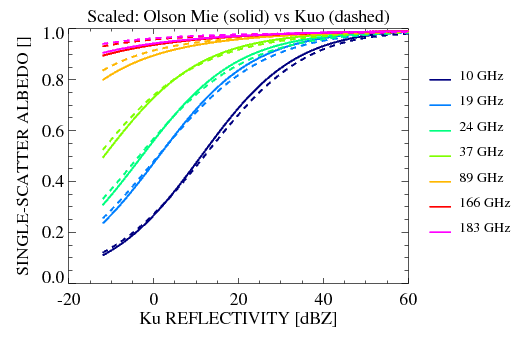 Scaled: Olson Mie (solid) vs Kuo (dashed)
SINGLE-SCATTER ALBEDO []
1.0
0.8
0.6
0.4
0.2
0.0
-20
0
20
40
60
Ku REFLECTIVITY [dBZ]
10 GHz
19 GHz
24 GHz
37 GHz
89 GHz
166 GHz
183 GHz